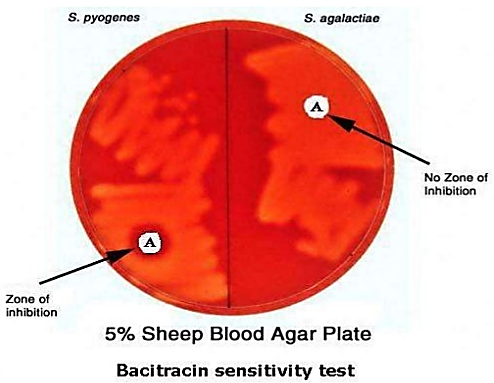 S. pyogenes
S. agalactiae
A
No Zone of
Inhibition
A
Zone of
inhibition
5% Sheep Blood Agar Plate
Bacitracin sensitivity test